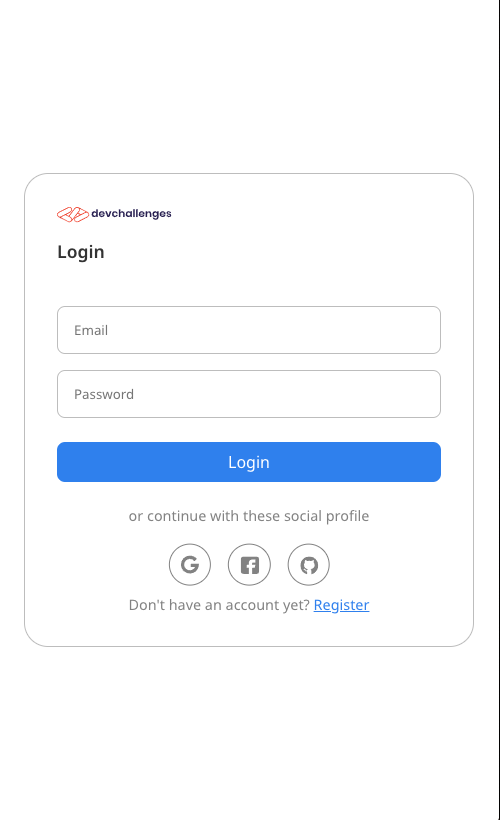 devchallenges
Login
Email
Password
Login
or continue with these social profile
Don't have an account yet? Register